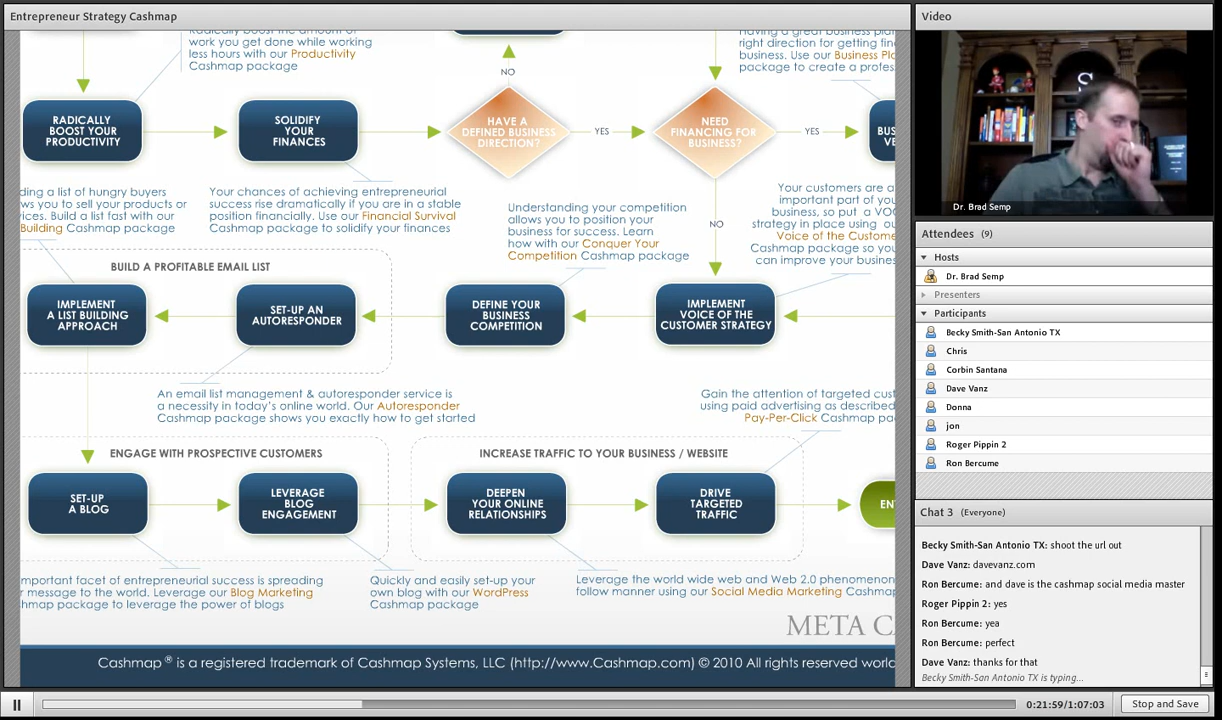 Entrepreneur Strategy Cashmap
Radically boost the amount of
work you get done while working
less hours with our Productivity
Cashmap package
Having a great business pla
right direction for getting fin
business. Use our Business Pl
package to create a profes
NO
RADICALLY
BOOST YOUR
PRODUCTIVITY
SOLIDIFY
YOUR
FINANCES
HAVE A
DEFINED BUSINESS
DIRECTION?
YES
NEED
FINANCING FOR
BUSINESS?
YES
BUS
VE
ding a list of hungry buyers
ws you to sell your products or
vices. Build a list fast with our
Building Cashmap package
Your chances of achieving entrepreneurial
success rise dramatically if you are in a stable
position financially. Use our Financial Survival
Cashmap package to solidify your finances
Understanding your competition
allows you to position your
business for success. Learn
how with our Conquer Your
Competition Cashmap package
NO
Your customers are a
important part of you
business, so put a VOC
strategy in place using ou
Voice of the Custome
Cashmap package so you
can improve your busines
BUILD A PROFITABLE EMAIL LIST
IMPLEMENT
A LIST BUILDING
APPROACH
SET-UP AN
AUTORESPONDER
DEFINE YOUR
BUSINESS
COMPETITION
IMPLEMENT
VOICE OF THE
CUSTOMER STRATEGY
An email list management & autoresponder service is
a necessity in today's online world. Our Autoresponder
Cashmap package shows you exactly how to get started
Gain the attention of targeted cust
using paid advertising as described
Pay-Per-Click Cashmap pa
ENGAGE WITH PROSPECTIVE CUSTOMERS
INCREASE TRAFFIC TO YOUR BUSINESS / WEBSITE
SET-UP
A BLOG
LEVERAGE
BLOG
ENGAGEMENT
DEEPEN
YOUR ONLINE
RELATIONSHIPS
DRIVE
TARGETED
TRAFFIC
EN
mportant facet of entrepreneurial success is spreading
r message to the world. Leverage our Blog Marketing
hmap package to leverage the power of blogs
Quickly and easily set-up your
own blog with our WordPress
Cashmap package
Leverage the world wide web and Web 2.0 phenomenon
follow manner using our Social Media Marketing Cashma
META C
Cashmap ® is a registered trademark of Cashmap Systems, LLC (http://www.Cashmap.com) © 2010 All rights reserved world
Video
S
Dr. Brad Semp
Attendees (9)
Hosts
Dr. Brad Semp
Presenters
Participants
Becky Smith-San Antonio TX
Chris
Corbin Santana
Dave Vanz
Donna
jon
Roger Pippin 2
Ron Bercume
Chat 3 (Everyone)
Becky Smith-San Antonio TX: shoot the url out
Dave Vanz: davevanz.com
Ron Bercume: and dave is the cashmap social media master
Roger Pippin 2: yes
Ron Bercume: yea
Ron Bercume: perfect
Dave Vanz: thanks for that
Becky Smith-San Antonio TX is typing...
0:21:59/1:07:03
Stop and Save